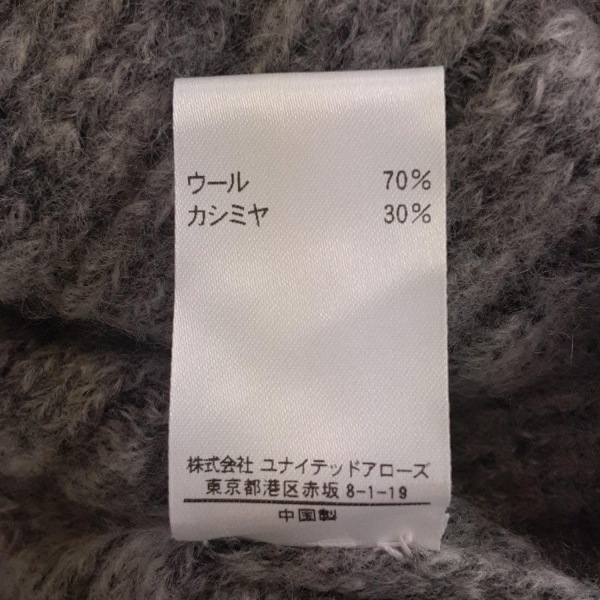 ウール 70%
カシミヤ 30%
株式会社 ユナイテッドアローズ
東京都港区赤坂 8-1-19
中国製